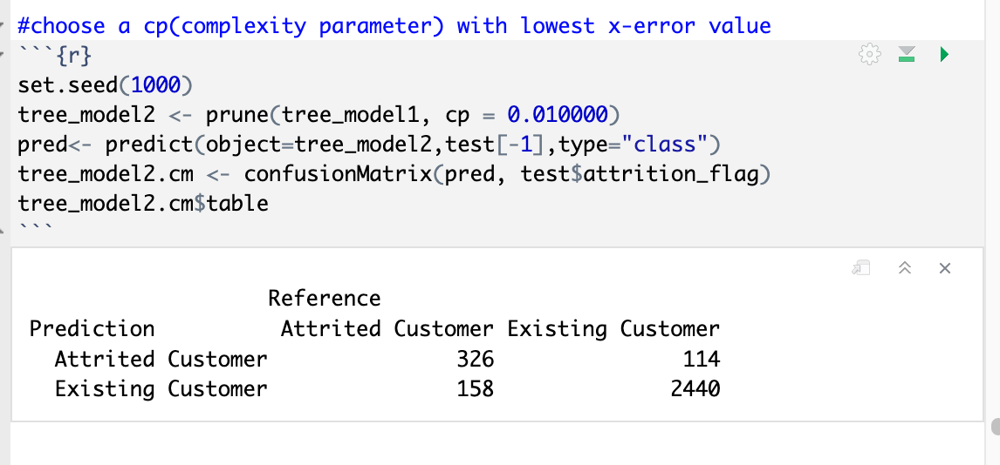 #choose a cp(complexity parameter) with lowest x-error value
```{r}
set.seed(1000)
tree_model2 <- prune(tree_model1, cp = 0.010000)
pred<- predict(object=tree_model2,test[-1],type="class")
tree_model2.cm <- confusionMatrix(pred, test$attrition_flag)
tree_model2.cm$table
```
Reference
Prediction Attrited Customer Existing Customer
Attrited Customer 326 114
Existing Customer 158 2440